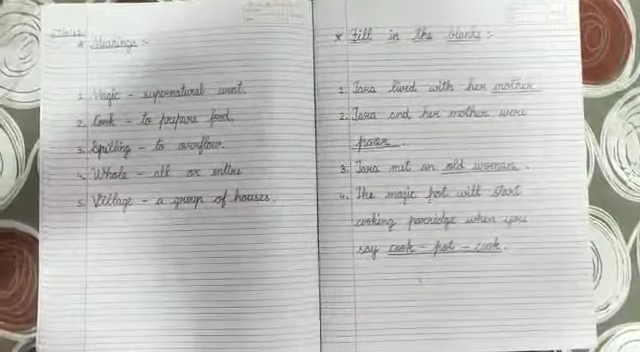 * Meanings :-
1. Magic - supernatural went.
2. Cook - to prepare food.
3. Spilling - to overflow.
4. Whole - all or entire
5. Village - a group of houses.
* Fill in the blanks :-
1. Tara lived with her mother
2. Tara and her mother were
poor.
3. Tara met an old woman.
4. The magic pot will start
cooking porridge when you
say cook - pot - cook.